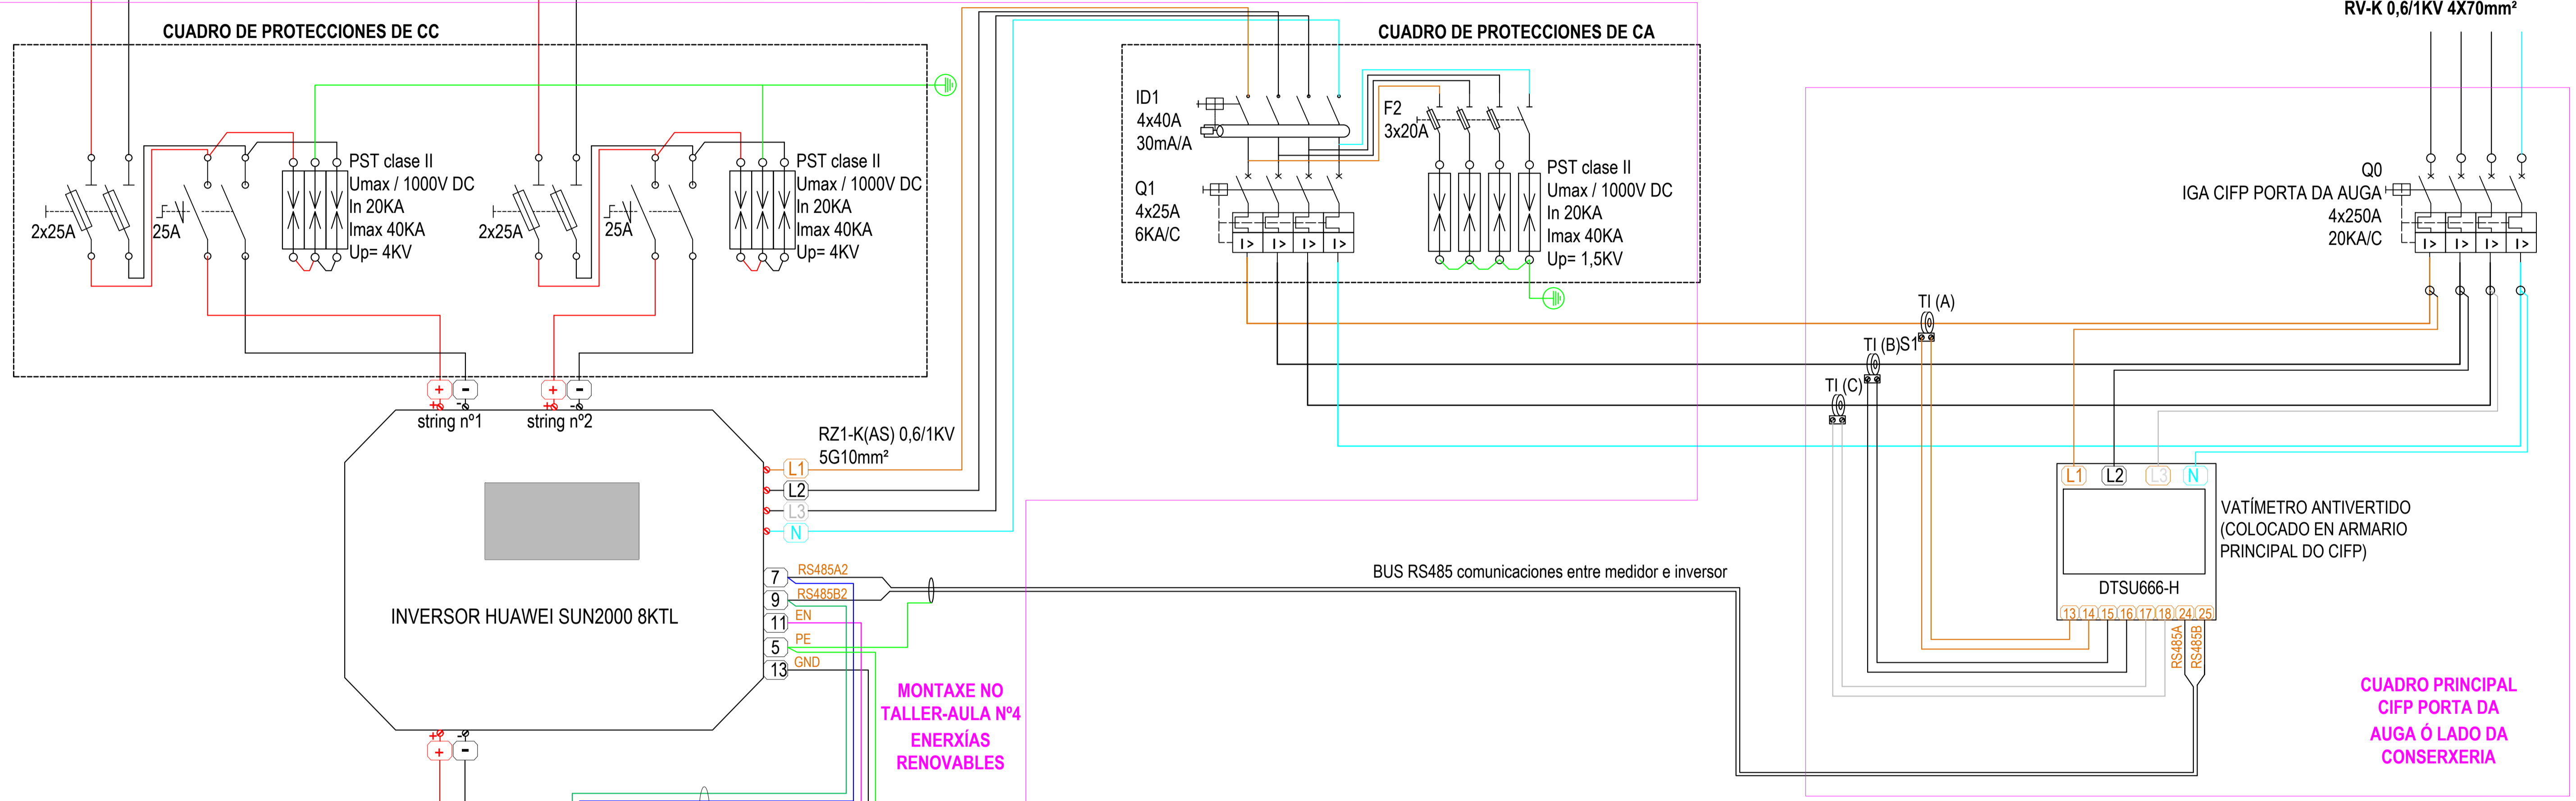 RV-K 0,6/1KV 4X70mm²
CUADRO DE PROTECCIONES DE CC
2x25A
25A
PST clase II
Umax / 1000V DC
In 20KA
Imax 40KA
Up= 4KV
2x25A
25A
PST clase II
Umax / 1000V DC
In 20KA
Imax 40KA
Up= 4KV
CUADRO DE PROTECCIONES DE CA
ID1
4x40A
30mA/A
Q1
4x25A
6KA/C
I>
I>
I>
I>
F2
3x20A
PST clase II
Umax / 1000V DC
In 20KA
Imax 40KA
Up= 1,5KV
Q0
IGA CIFP PORTA DA AUGA
4x250A
20KA/C
I>
I>
I>
I>
TI (A)
TI (B)S1
TI (C)
+
-
+
-
+
-
+
-
string nº1
string nº2
RZ1-K(AS) 0,6/1KV
5G10mm²
L1
L2
L3
N
INVERSOR HUAWEI SUN2000 8KTL
7 RS485A2
9 RS485B2
11 EN
5 PE
13 GND
+
-
+
-
BUS RS485 comunicaciones entre medidor e inversor
MONTAXE NO
TALLER-AULA Nº4
ENERXÍAS
RENOVABLES
L1 L2 L3 N
VATÍMETRO ANTIVERTIDO
(COLOCADO EN ARMARIO
PRINCIPAL DO CIFP)
DTSU666-H
13 14 15 16 17 18 24 25
RS485A
RS485B
CUADRO PRINCIPAL
CIFP PORTA DA
AUGA Ó LADO DA
CONSERXERIA